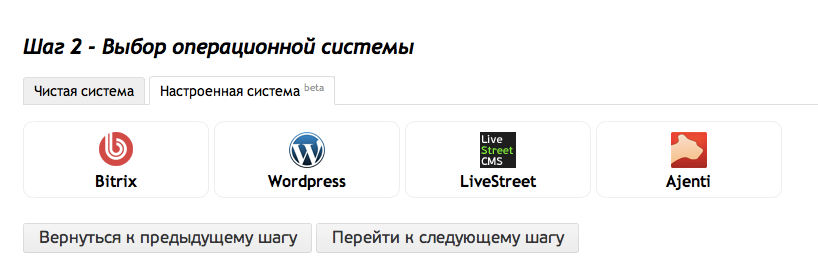 Шаг 2 - Выбор операционной системы
Чистая система Настроенная система beta
Live
Street
CMS
Bitrix Wordpress LiveStreet Ajenti
Вернуться к предыдущему шагу Перейти к следующему шагу